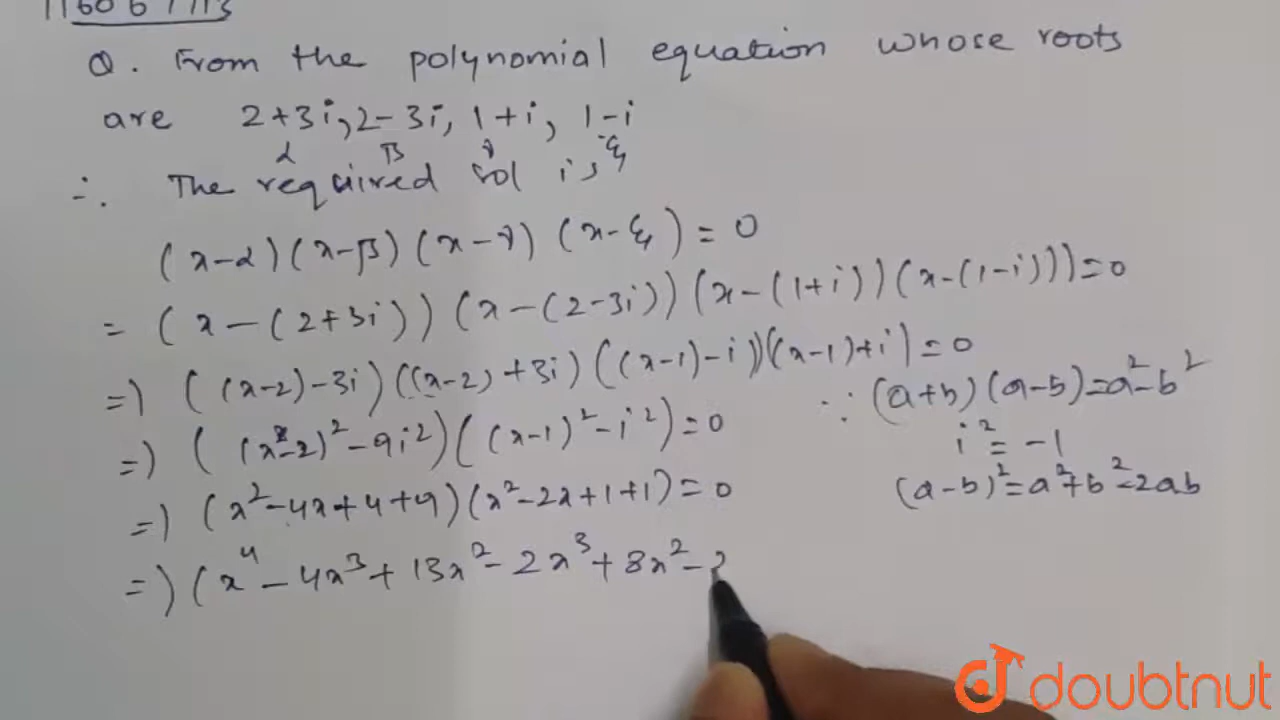 Q. From the polynomial equation whose roots
are 2+3i, 2-3i, 1+i, 1-i
α β γ ξ
∴ The required sol is
(x-α)(x-β)(x-γ)(x-ξ)=0
= (x-(2+3i))(x-(2-3i))(x-(1+i))(x-(1-i)))=0
=) ((x-2)-3i)((x-2)+3i)((x-1)-i)((x-1)+i)=0
∵ (a+b)(a-b)=a²-b²
=) ((x-2)²-9i²)((x-1)²-i²)=0
i²=-1
=) (x²-4x+4+9)(x²-2x+1+1)=0
(a-b)²=a²+b²-2ab
=) (x⁴-4x³+13x²-2x³+8x²-2
doubtnut